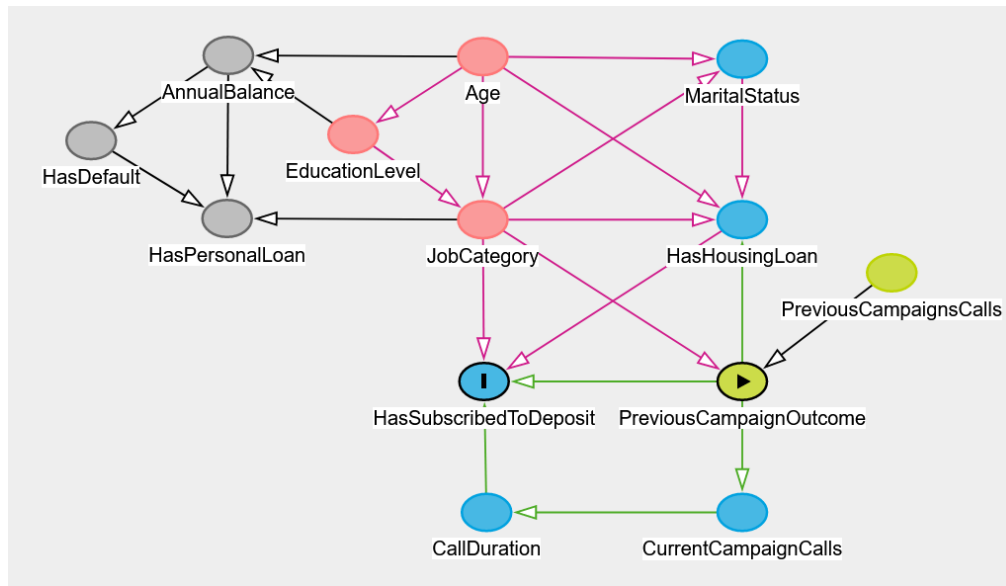 AnnualBalance
Age
MaritalStatus
HasDefault
EducationLevel
HasPersonalLoan
JobCategory
HasHousingLoan
PreviousCampaignsCalls
HasSubscribedToDeposit
PreviousCampaignOutcome
CallDuration
CurrentCampaignCalls